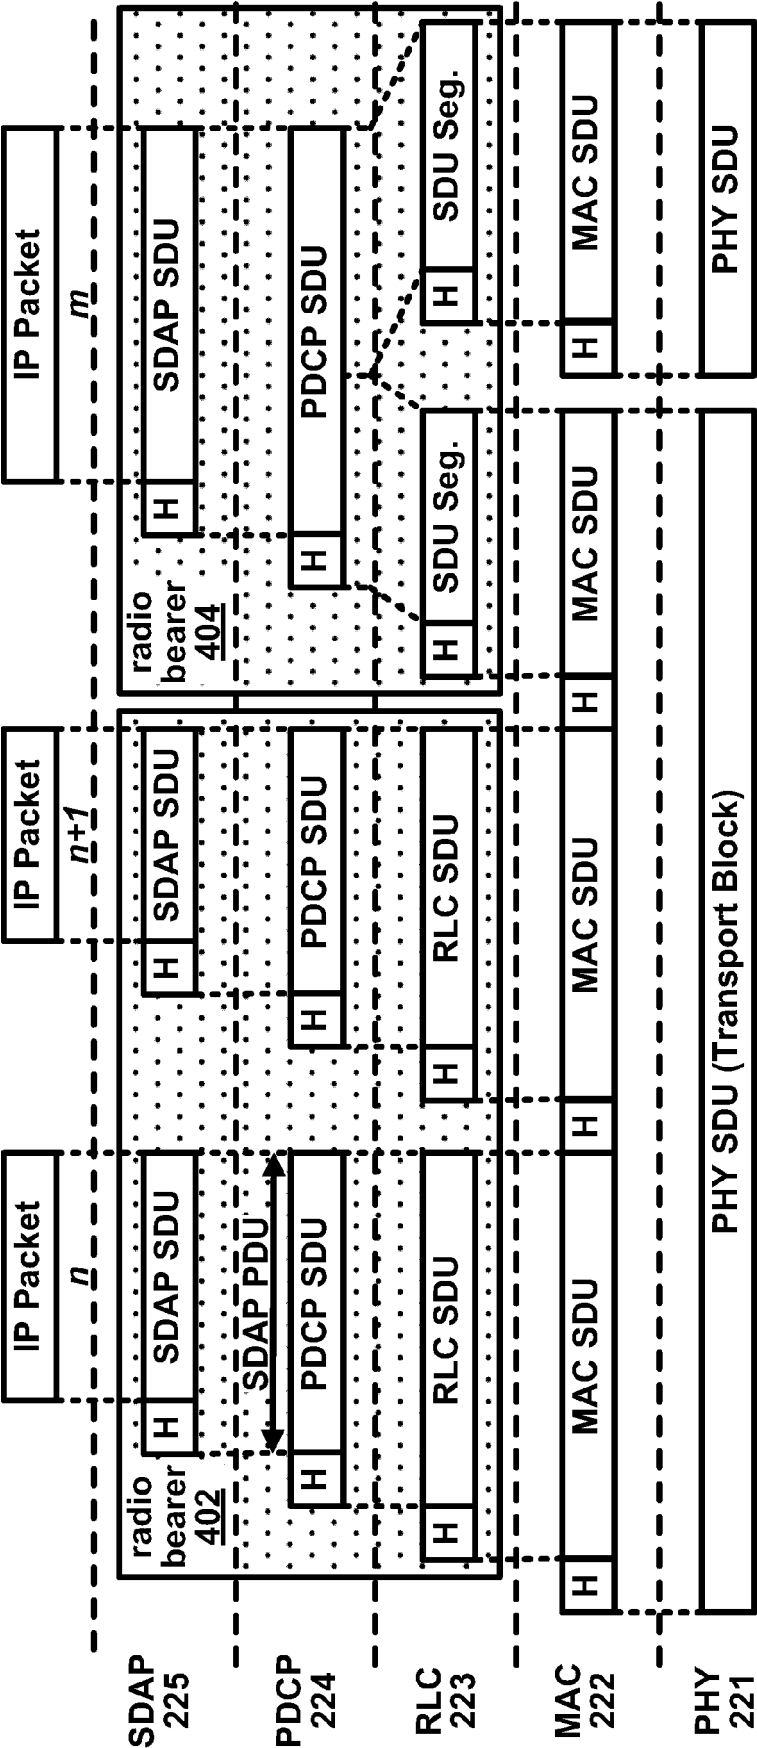 IP Packet
IP Packet
IP Packet
n
n+1
m
SDAP
225
radio
bearer
402
H
SDAP SDU
H
SDAP SDU
radio
bearer
404
H
SDAP SDU
SDAP PDU
PDCP
224
H
PDCP SDU
H
PDCP SDU
H
PDCP SDU
RLC
223
H
RLC SDU
H
RLC SDU
H
SDU Seg.
H
SDU Seg.
MAC
222
H
MAC SDU
H
MAC SDU
H
MAC SDU
H
MAC SDU
PHY
221
PHY SDU (Transport Block)
PHY SDU